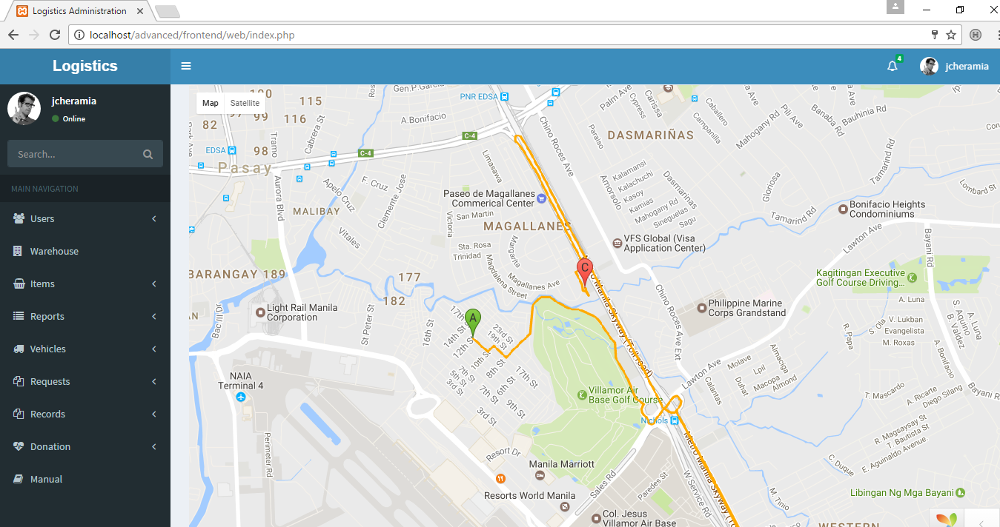 Logistics Administration
localhost/advanced/frontend/web/index.php
Logistics
4
jcheramia
jcheramia
Online
Search...
MAIN NAVIGATION
Users
Warehouse
Items
Reports
Vehicles
Requests
Records
Donation
Manual
Map
Satellite
PNR EDSA
Gen.P.Garcia
115
116
99
98
82
97
100
A.Bonifacio
Cabrera St
Tramo
C-4
C-4
EDSA
Pasay
Aurora Blvd
Apelo Cruz
F. Cruz
Clemente Jose
MALIBAY
Vitales
Limasawa
Paseo de Magallanes
Commerical Center
San Martin
Victoria
MAGALLANES
Sta. Rosa
Trinidad
Margarita
Magdalena Street
Magallanes Ave
Chino Roces Ave
Palm Ave
Cypress
Carissa
Paraiso
Caballero
Campanilla
DASMARIÑAS
Mahogany Rd
Pili Ave
Banaba Rd
Bauhinia Rd
Tamarind Rd
Kalamansi
Kalachuchi
Kasoy
Kamias
Mahogany Rd
Sineguelas St
Sagu
Amorsolo
Dasmarinas
Gloriosa
Lombard St
Bonifacio Heights
Condominiums
Tamarind Rd
Lawton Ave
Bayani Rd
VFS Global (Visa
Application Center)
BARANGAY 189
177
182
C
A
Kagitingan Executive
Golf Course Driving...
Light Rail Manila
Corporation
St Peter St
16th St
17th St
14th St
12th St
10th St
8th St
23rd St
19th St
17th St
7th St
5th St
3rd St
7th St
6th St
9th St
3rd St
Philippine Marine
Corps Grandstand
A. Luna
V. Lukban
Evangelista
M. Roxas
S. Ola
R. Papa
S. Aquino
B. Valdez
A. Luna
A. Bonifacio
Bayani R
Metro Manila Skyway (Toll road)
Chino Roces Ave Ext
Lawton Ave
Molave
Lpil
Duhat
Macopa
Almond
Amaciga
Calantas
NAIA
Terminal 4
Villamor Air
Base Golf Course
Nichols
T. Mascardo
A. Ricarte
Diego Silang
R. Magsaysay St
T. Bautista St
E. Aguinaldo Avenue
C. Duque
M. Tinio
Perimeter Rd
Resort Dr
Manila Marriott
Resorts World Manila
Sales Rd
Paredes St
W Service Rd
Metro Manila Skyway (To
Libingan Ng Mga Bayani
Col. Jesus
Villamor Air Base
WESTERN